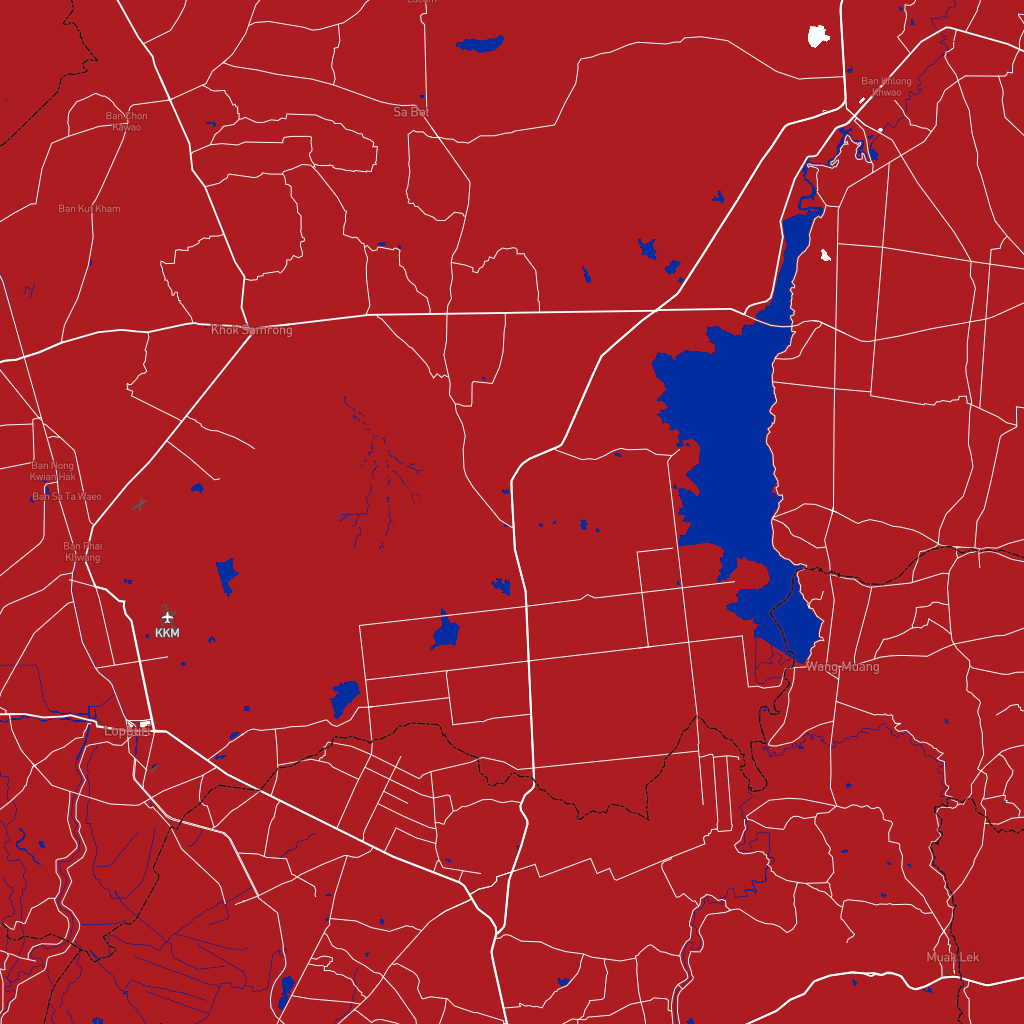 Sa Bot
Ban Khlong
Khwao
Ban Chon
Kawao
Ban Kui Kham
Khok Samrong
Ban Nong
Kwian Hak
Ban Sa Ta Waeo
Ban Phai
Khwang
KKM
Wang Muang
Lopburi
Muak Lek